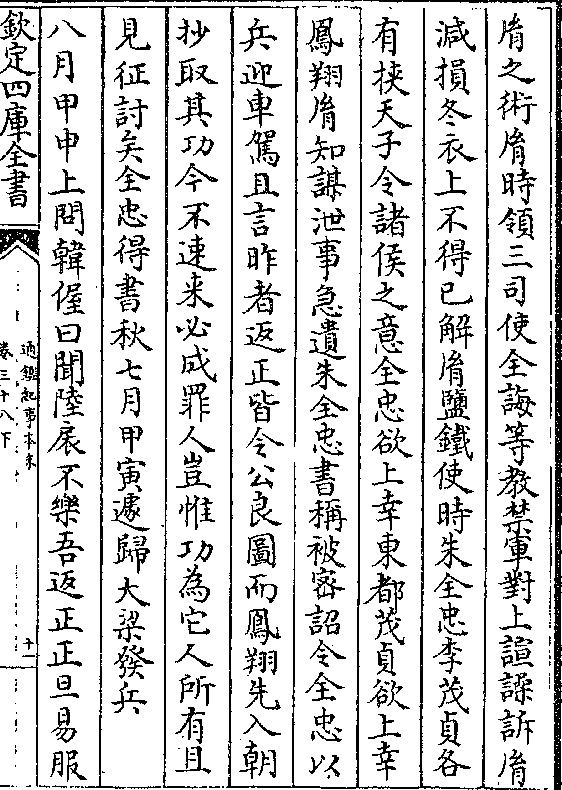 胤之術胤時領三司使全誨等教禁軍對上諠譟訴胤
減損冬衣上不得已解胤鹽鐵使時朱全忠李茂貞各
有挟天子令諸侯之意全忠欲上幸東都茂貞欲上幸
鳳翔胤知謀泄事急遺朱全忠書稱被密詔令全忠以
兵迎車駕且言昨者返正皆令公良圖而鳳翔先入朝
抄取其功今不速来必成罪人豈惟功為它人所有且
見征討矣全忠得書秋七月甲寅遽歸大梁發兵
八月甲申上問韓偓曰聞陸扆不樂吾返正正旦易服
欽定四庫全書
通鑑紀事本末
卷三十八下
十